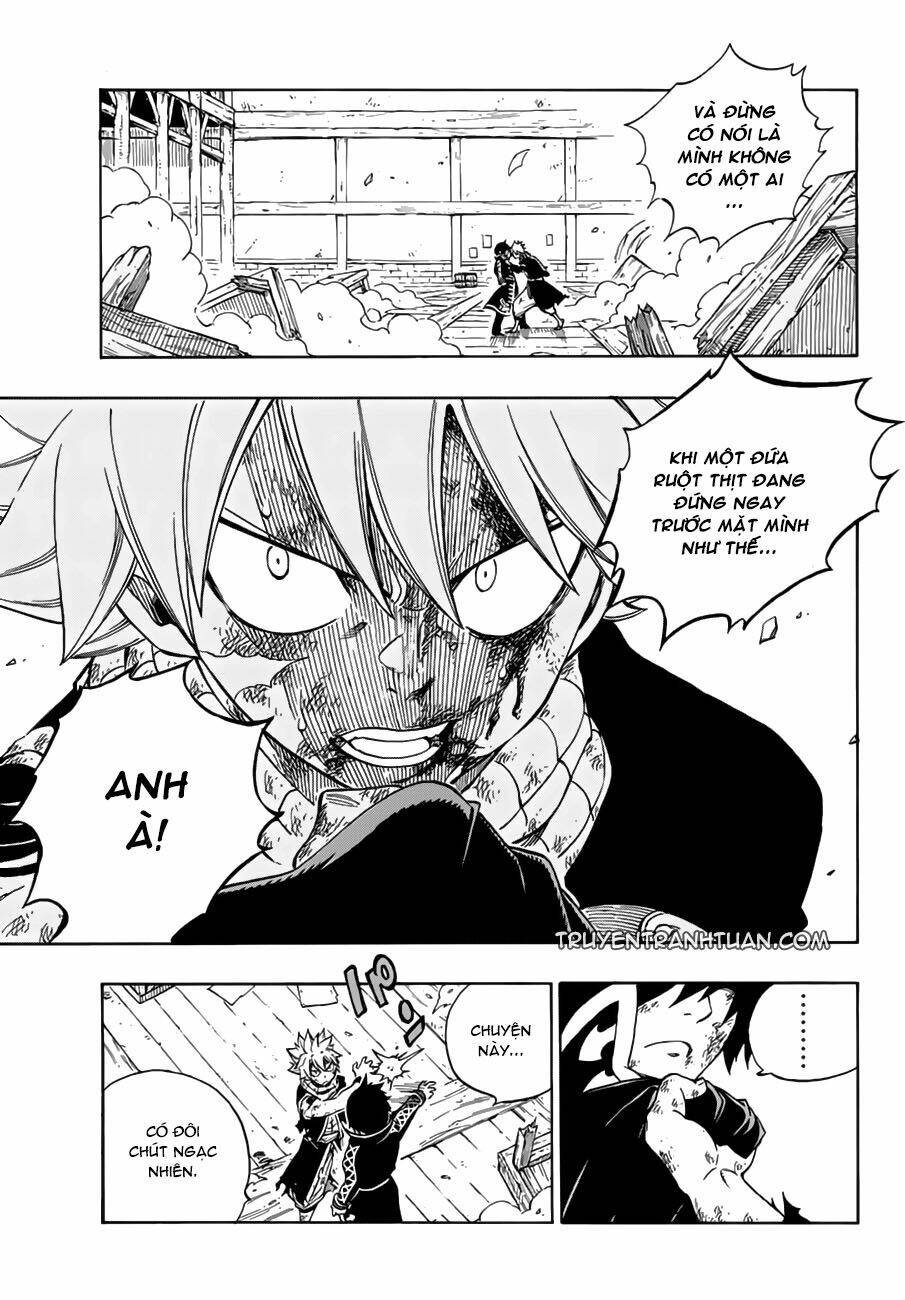 VÀ ĐỪNG
CÓ NÓI LÀ
MÌNH KHÔNG
CÓ MỘT AI
...
KHI MỘT ĐỨA
RUỘT THỊT ĐANG
ĐỨNG NGAY
TRƯỚC MẶT MÌNH
NHƯ THẾ...
ANH
À!
TRUYENTRANHTUAN.COM
........
CHUYỆN
NÀY...
CÓ ĐÔI
CHÚT NGẠC
NHIÊN.